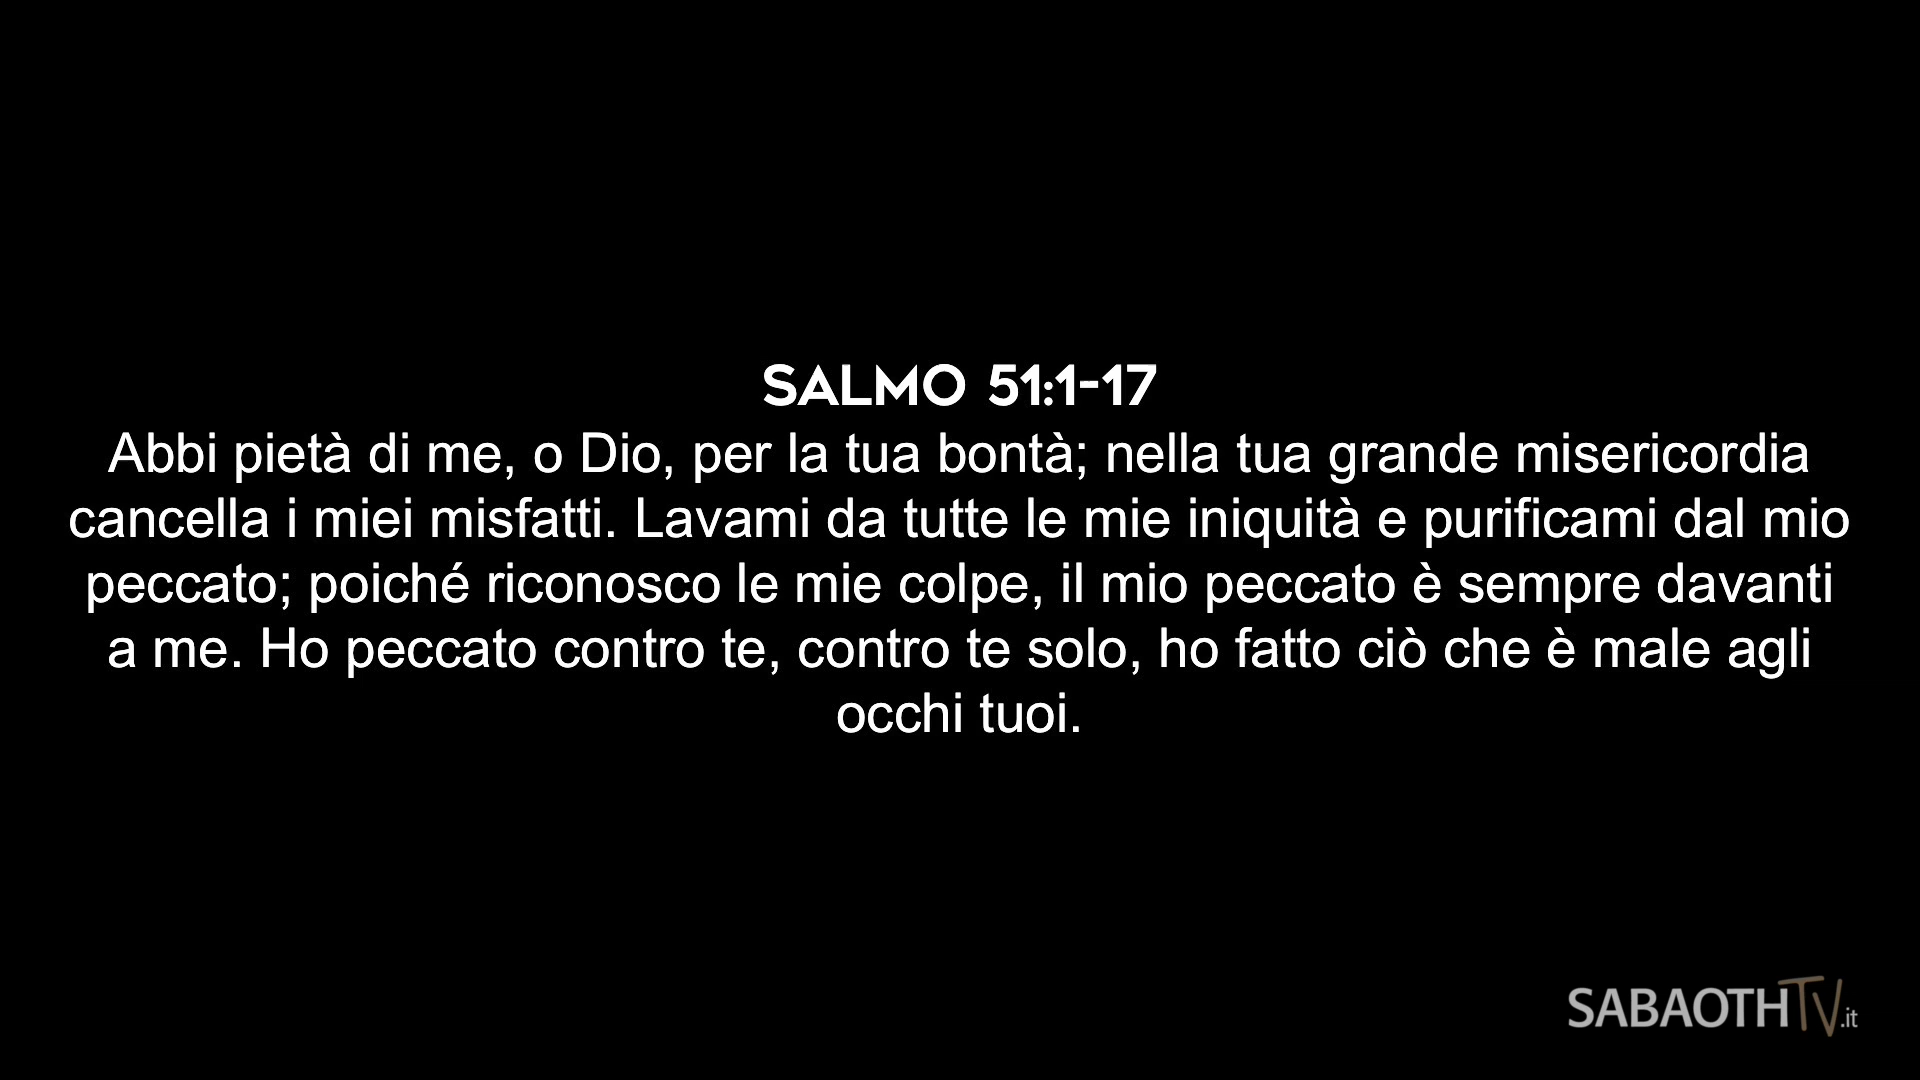 SALMO 51:1-17
Abbi pietà di me, o Dio, per la tua bontà; nella tua grande misericordia
cancella i miei misfatti. Lavami da tutte le mie iniquità e purificami dal mio
peccato; poiché riconosco le mie colpe, il mio peccato è sempre davanti
a me. Ho peccato contro te, contro te solo, ho fatto ciò che è male agli
occhi tuoi.
SABAOTHTV.it